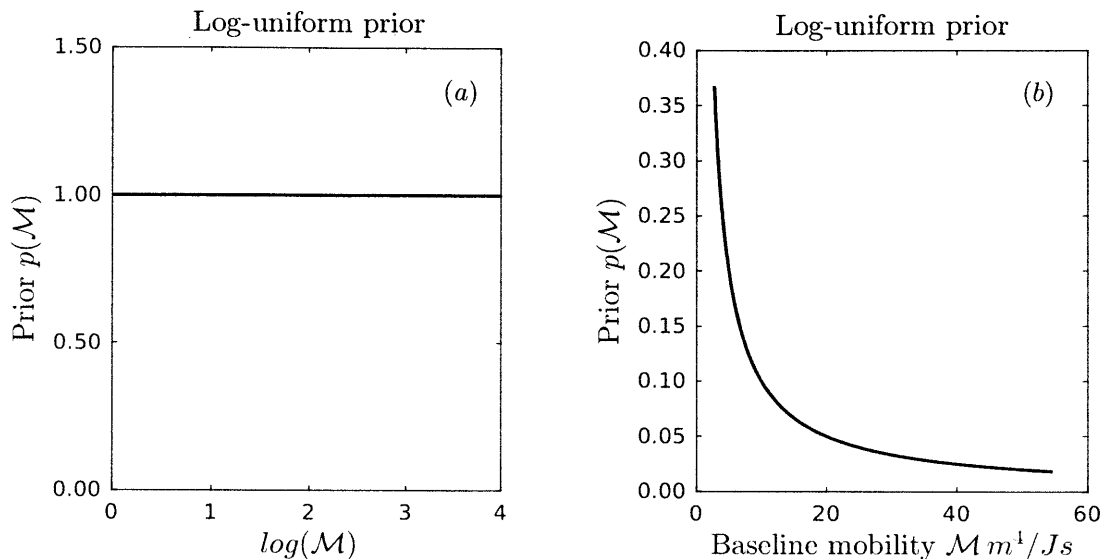 Log-uniform prior
1.50
1.00
0.50
0.00
Prior p(ℳ)
(a)
0 1 2 3 4
log(ℳ)
Log-uniform prior
0.40
0.35
0.30
0.25
0.20
0.15
0.10
0.05
0.00
Prior p(ℳ)
(b)
0 20 40 60
Baseline mobility ℳ m⁴/Js